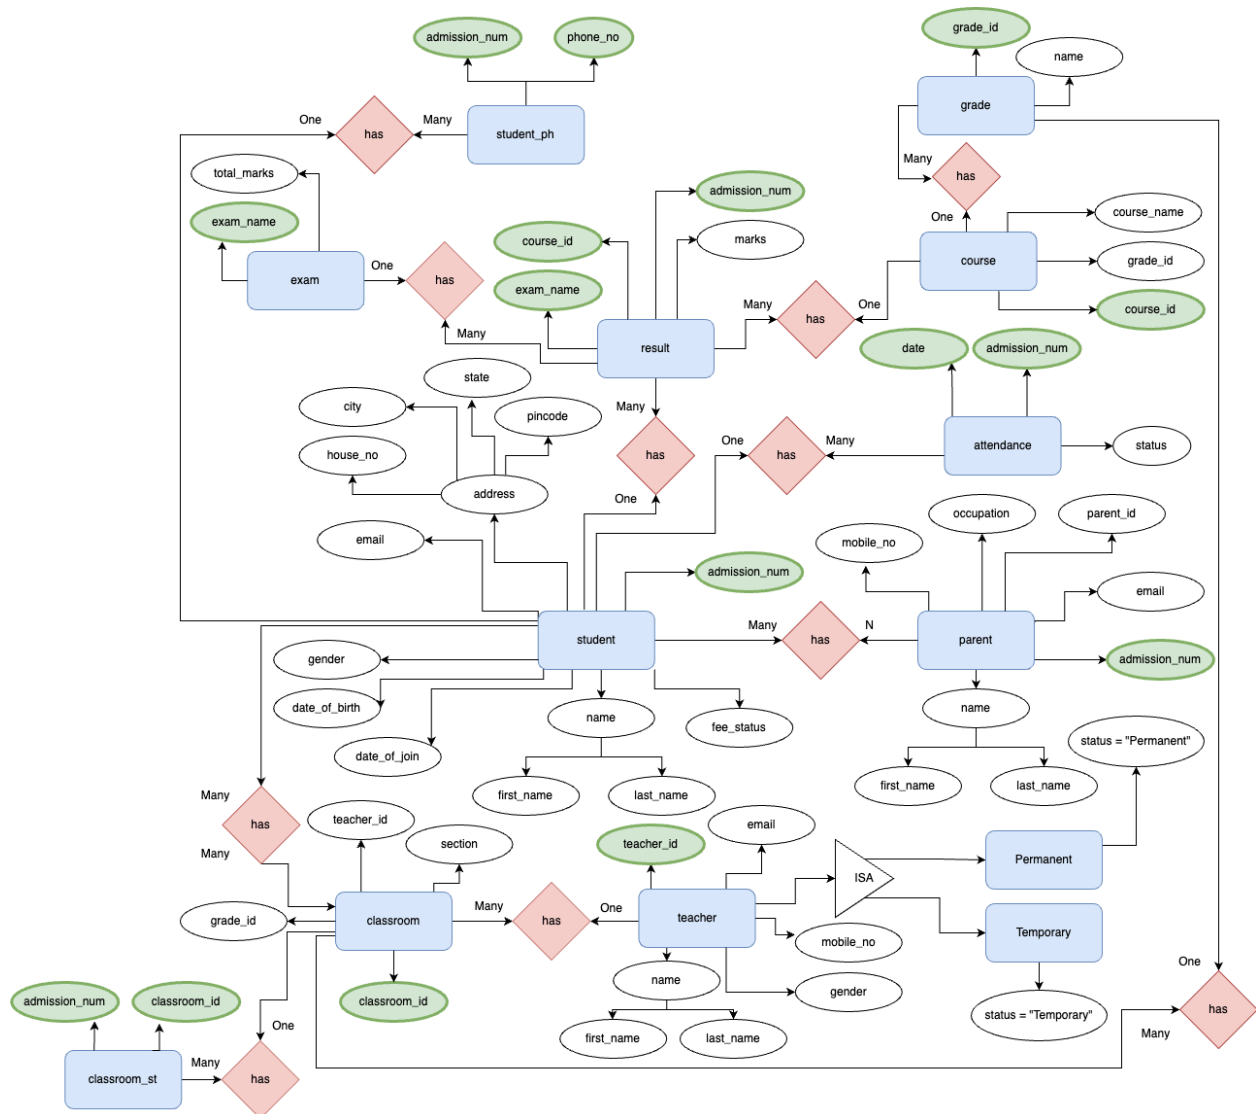 grade_id
admission_num
phone_no
name
grade
One
has
Many
student_ph
total_marks
Many
has
admission_num
exam_name
One
course_name
course_id
marks
exam
One
has
course
grade_id
exam_name
Many
One
course_id
has
Many
result
date
admission_num
state
city
Many
pincode
One
Many
attendance
status
house_no
has
has
address
One
occupation
parent_id
email
mobile_no
admission_num
email
Many
N
student
has
parent
gender
admission_num
date_of_birth
name
fee_status
name
status = "Permanent"
date_of_join
first_name
last_name
first_name
last_name
Many
teacher_id
email
has
section
teacher_id
Many
Permanent
ISA
Many
One
grade_id
classroom
has
teacher
Temporary
mobile_no
One
name
admission_num
classroom_id
classroom_id
gender
has
status = "Temporary"
One
first_name
last_name
Many
Many
classroom_st
has